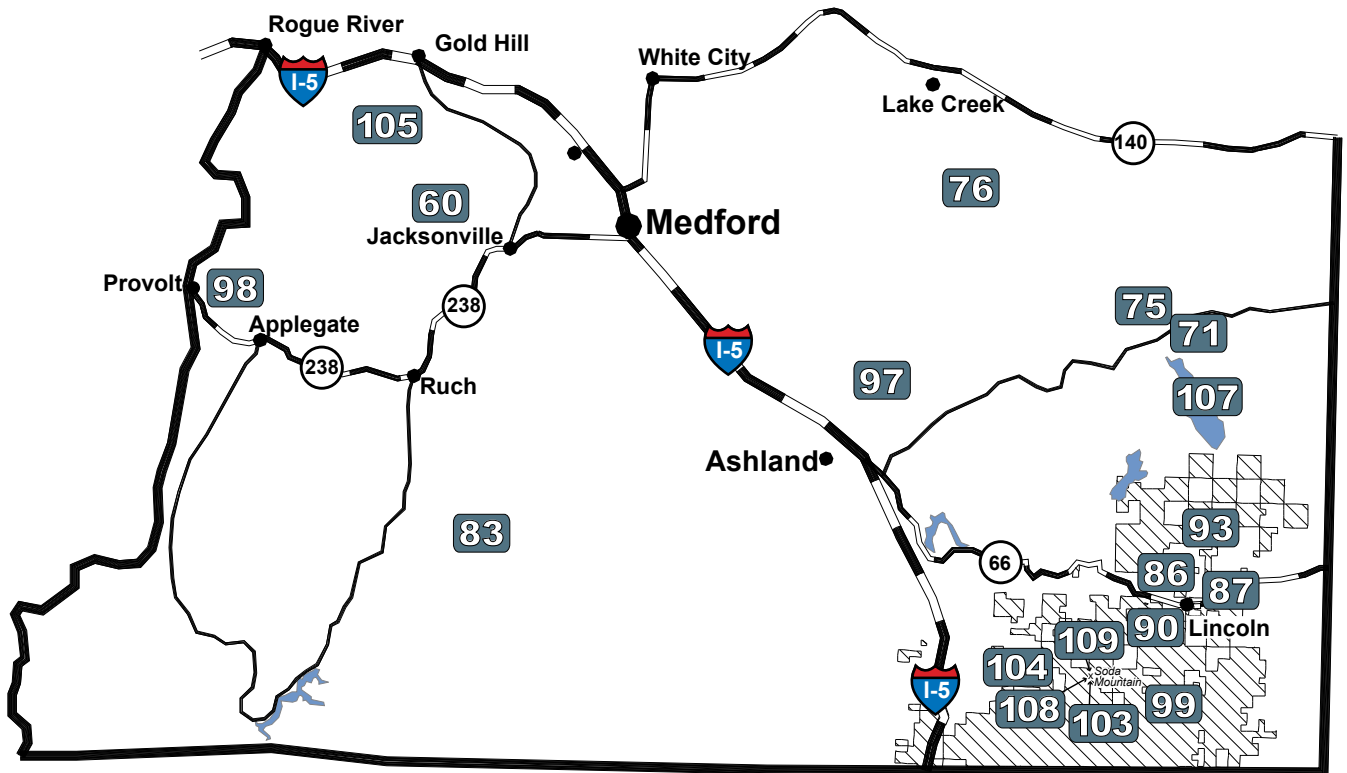 Rogue River
Gold Hill
I-5
White City
Lake Creek
105
140
60
76
Jacksonville
Medford
Provolt
98
238
75
Applegate
71
I-5
238
Ruch
97
107
Ashland
83
93
66
86
87
90
Lincoln
109
104
Soda
Mountain
I-5
108
103
99